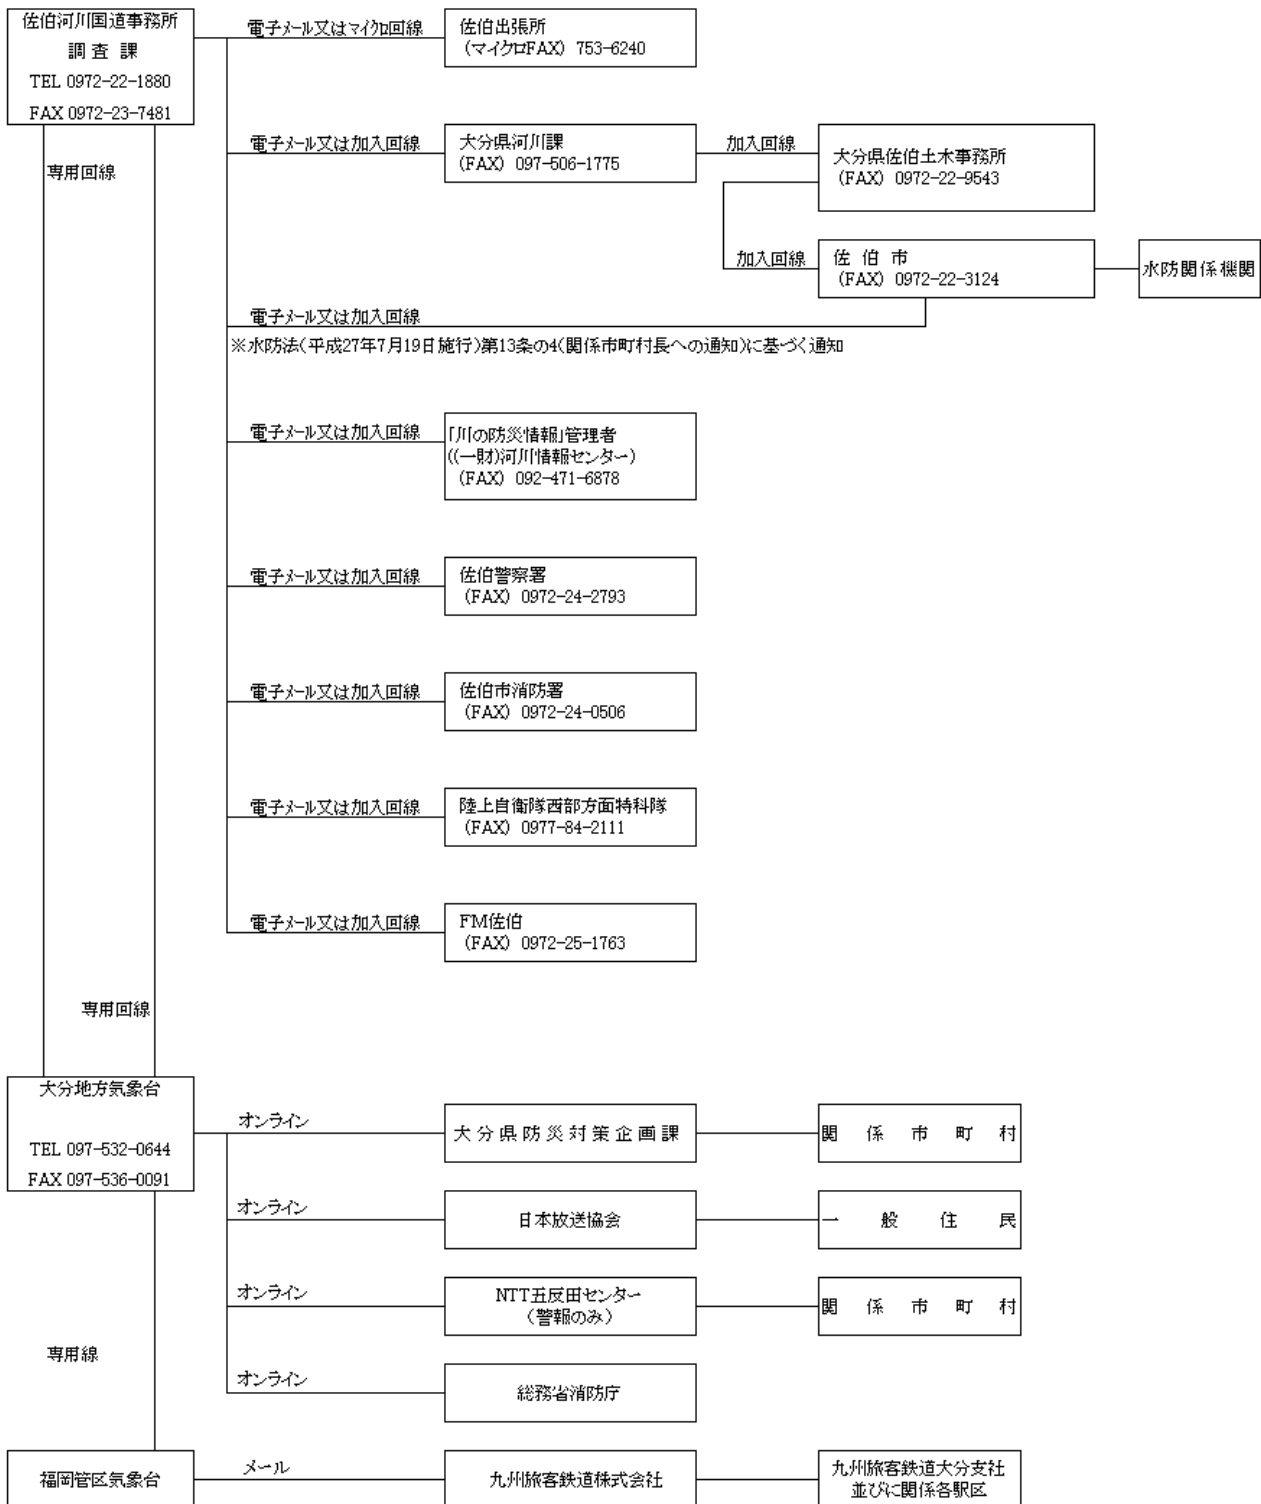 佐伯河川国道事務所
調 査 課
TEL 0972-22-1880
FAX 0972-23-7481
電子メール又はマイクロ回線
佐伯出張所
(マイクロFAX) 753-6240
電子メール又は加入回線
大分県河川課
(FAX) 097-506-1775
加入回線
大分県佐伯土木事務所
(FAX) 0972-22-9543
専用回線
加入回線
佐 伯 市
(FAX) 0972-22-3124
水防関係機関
電子メール又は加入回線
※水防法(平成27年7月19日施行)第13条の4(関係市町村長への通知)に基づく通知
電子メール又は加入回線
「川の防災情報」管理者
((一財)河川情報センター)
(FAX) 092-471-6878
電子メール又は加入回線
佐伯警察署
(FAX) 0972-24-2793
電子メール又は加入回線
佐伯市消防署
(FAX) 0972-24-0506
電子メール又は加入回線
陸上自衛隊西部方面特科隊
(FAX) 0977-84-2111
電子メール又は加入回線
FM佐伯
(FAX) 0972-25-1763
専用回線
大分地方気象台
TEL 097-532-0644
FAX 097-536-0091
オンライン
大分県防災対策企画課
関 係 市 町 村
オンライン
日本放送協会
一 般 住 民
オンライン
NTT五反田センター
(警報のみ)
関 係 市 町 村
専用線
オンライン
総務省消防庁
福岡管区気象台
メール
九州旅客鉄道株式会社
九州旅客鉄道大分支社
並びに関係各駅区